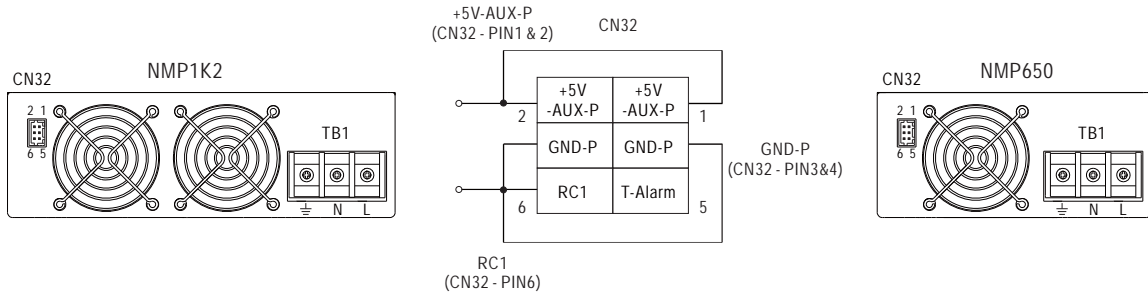 CN32
NMP1K2
2 1
6 5
TB1
N L
+5V-AUX-P
(CN32 - PIN1 & 2)
CN32
+5V
-AUX-P
+5V
-AUX-P
2
1
GND-P
GND-P
RC1
T-Alarm
6
5
GND-P
(CN32 - PIN3&4)
RC1
(CN32 - PIN6)
CN32
NMP650
2 1
6 5
TB1
N L